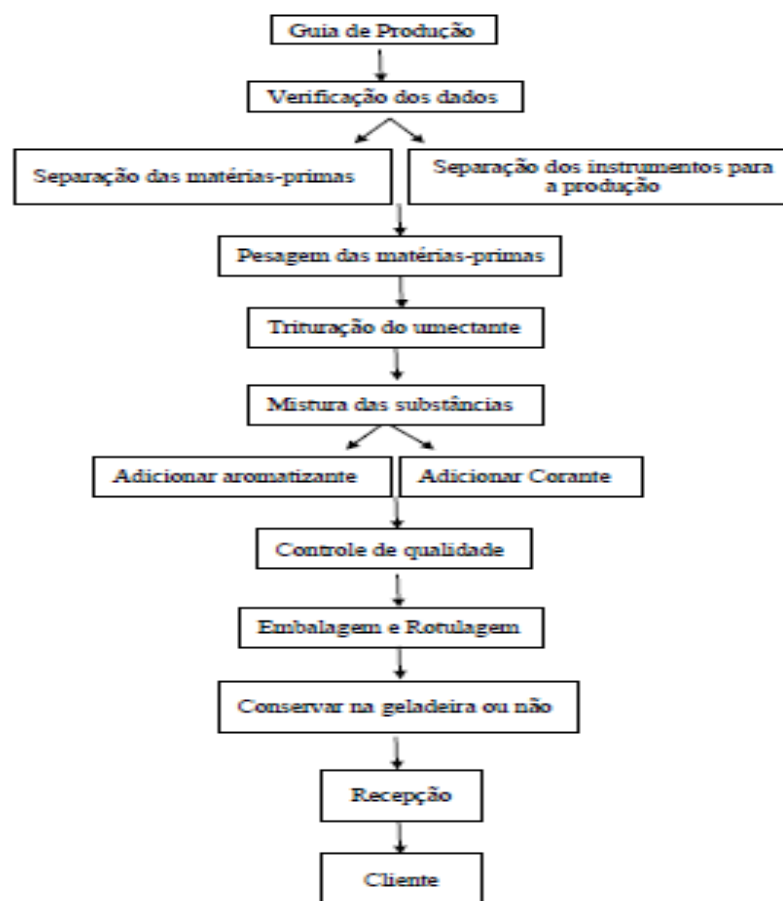 Guia de Produção
Verificação dos dados
Separação das matérias-primas
Separação dos instrumentos para
a produção
Pesagem das matérias-primas
Trituração do umectante
Mistura das substâncias
Adicionar aromatizante
Adicionar Corante
Controle de qualidade
Embalagem e Rotulagem
Conservar na geladeira ou não
Recepção
Cliente